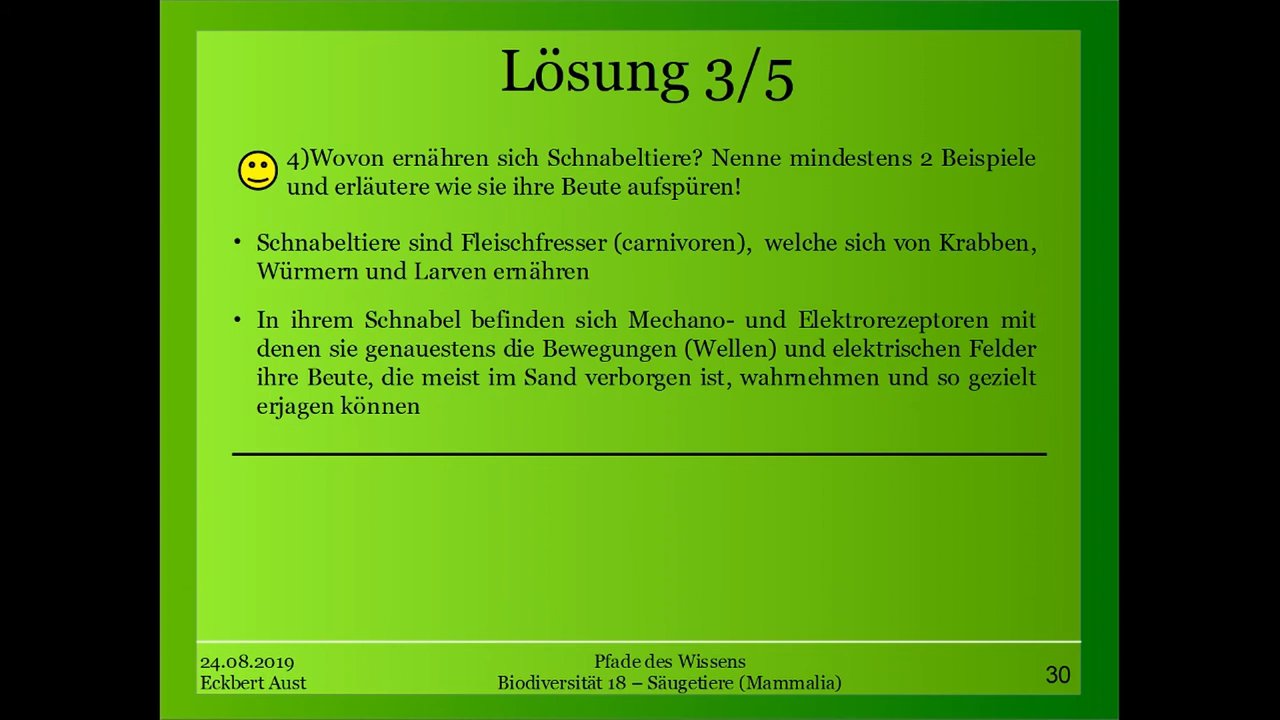 Lösung 3/5
4)Wovon ernähren sich Schnabeltiere? Nenne mindestens 2 Beispiele
und erläutere wie sie ihre Beute aufspüren!
• Schnabeltiere sind Fleischfresser (carnivoren), welche sich von Krabben,
Würmern und Larven ernähren
• In ihrem Schnabel befinden sich Mechano- und Elektrorezeptoren mit
denen sie genauestens die Bewegungen (Wellen) und elektrischen Felder
ihre Beute, die meist im Sand verborgen ist, wahrnehmen und so gezielt
erjagen können
24.08.2019
Eckbert Aust
Pfade des Wissens
Biodiversität 18 – Säugetiere (Mammalia)
30